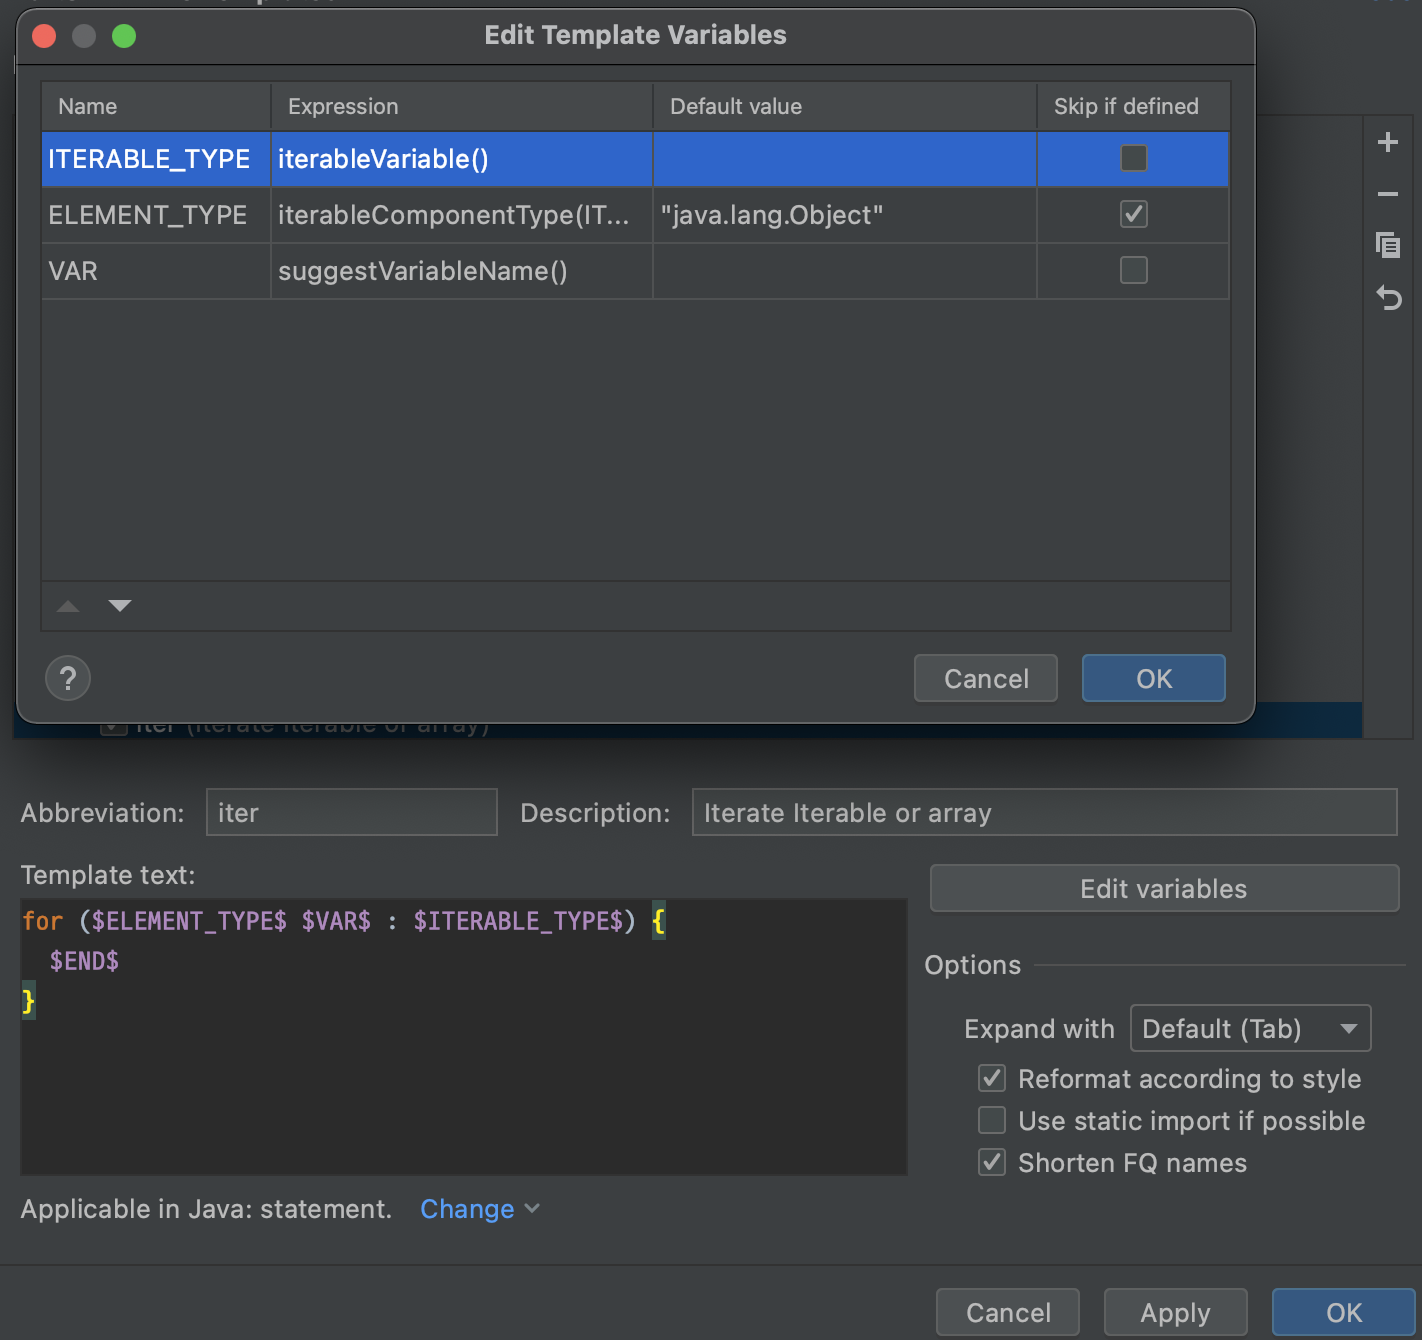 Edit Template Variables
Name Expression Default value Skip if defined
ITERABLE_TYPE iterableVariable()
ELEMENT_TYPE iterableComponentType(IT... "java.lang.Object"
VAR suggestVariableName()
?
Cancel OK
iter (iterate Iterable or array)
Abbreviation: iter Description: Iterate Iterable or array
Template text:
Edit variables
for ($ELEMENT_TYPE$ $VAR$ : $ITERABLE_TYPE$) {
$END$
}
Options
Expand with Default (Tab)
Reformat according to style
Use static import if possible
Shorten FQ names
Applicable in Java: statement. Change
Cancel Apply OK